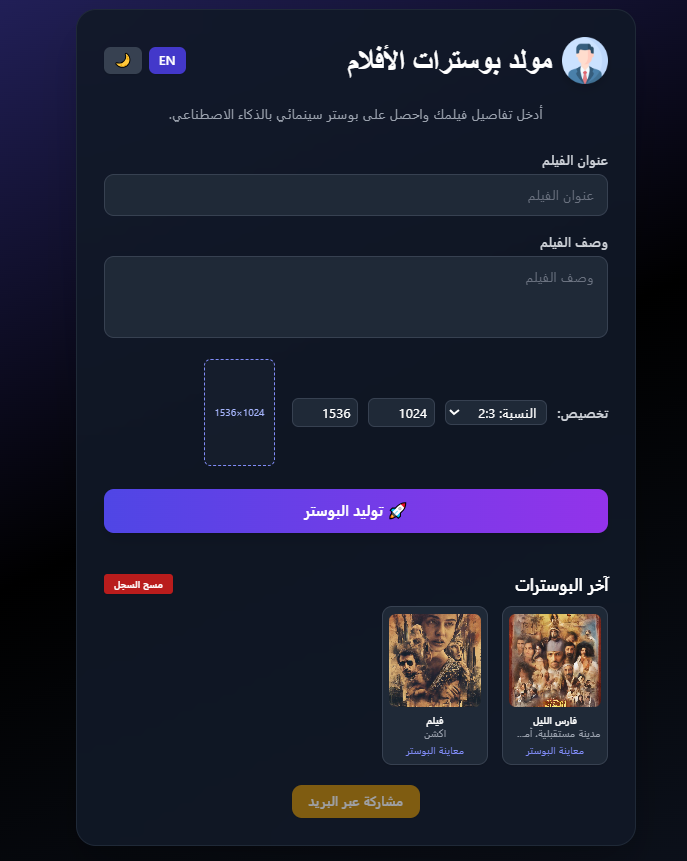 مولد بوسترات الأفلام
EN
أدخل تفاصيل فيلمك واحصل على بوستر سينمائي بالذكاء الاصطناعي.
عنوان الفيلم
عنوان الفيلم
وصف الفيلم
وصف الفيلم
تخصيص: النسبة: 2:3 1024 1536 1536×1024
🚀 توليد البوستر
آخر البوسترات
مسح السجل
فارس الليل
مدينة مستقبلية، أم...
معاينة البوستر
فيلم
اكشن
معاينة البوستر
مشاركة عبر البريد